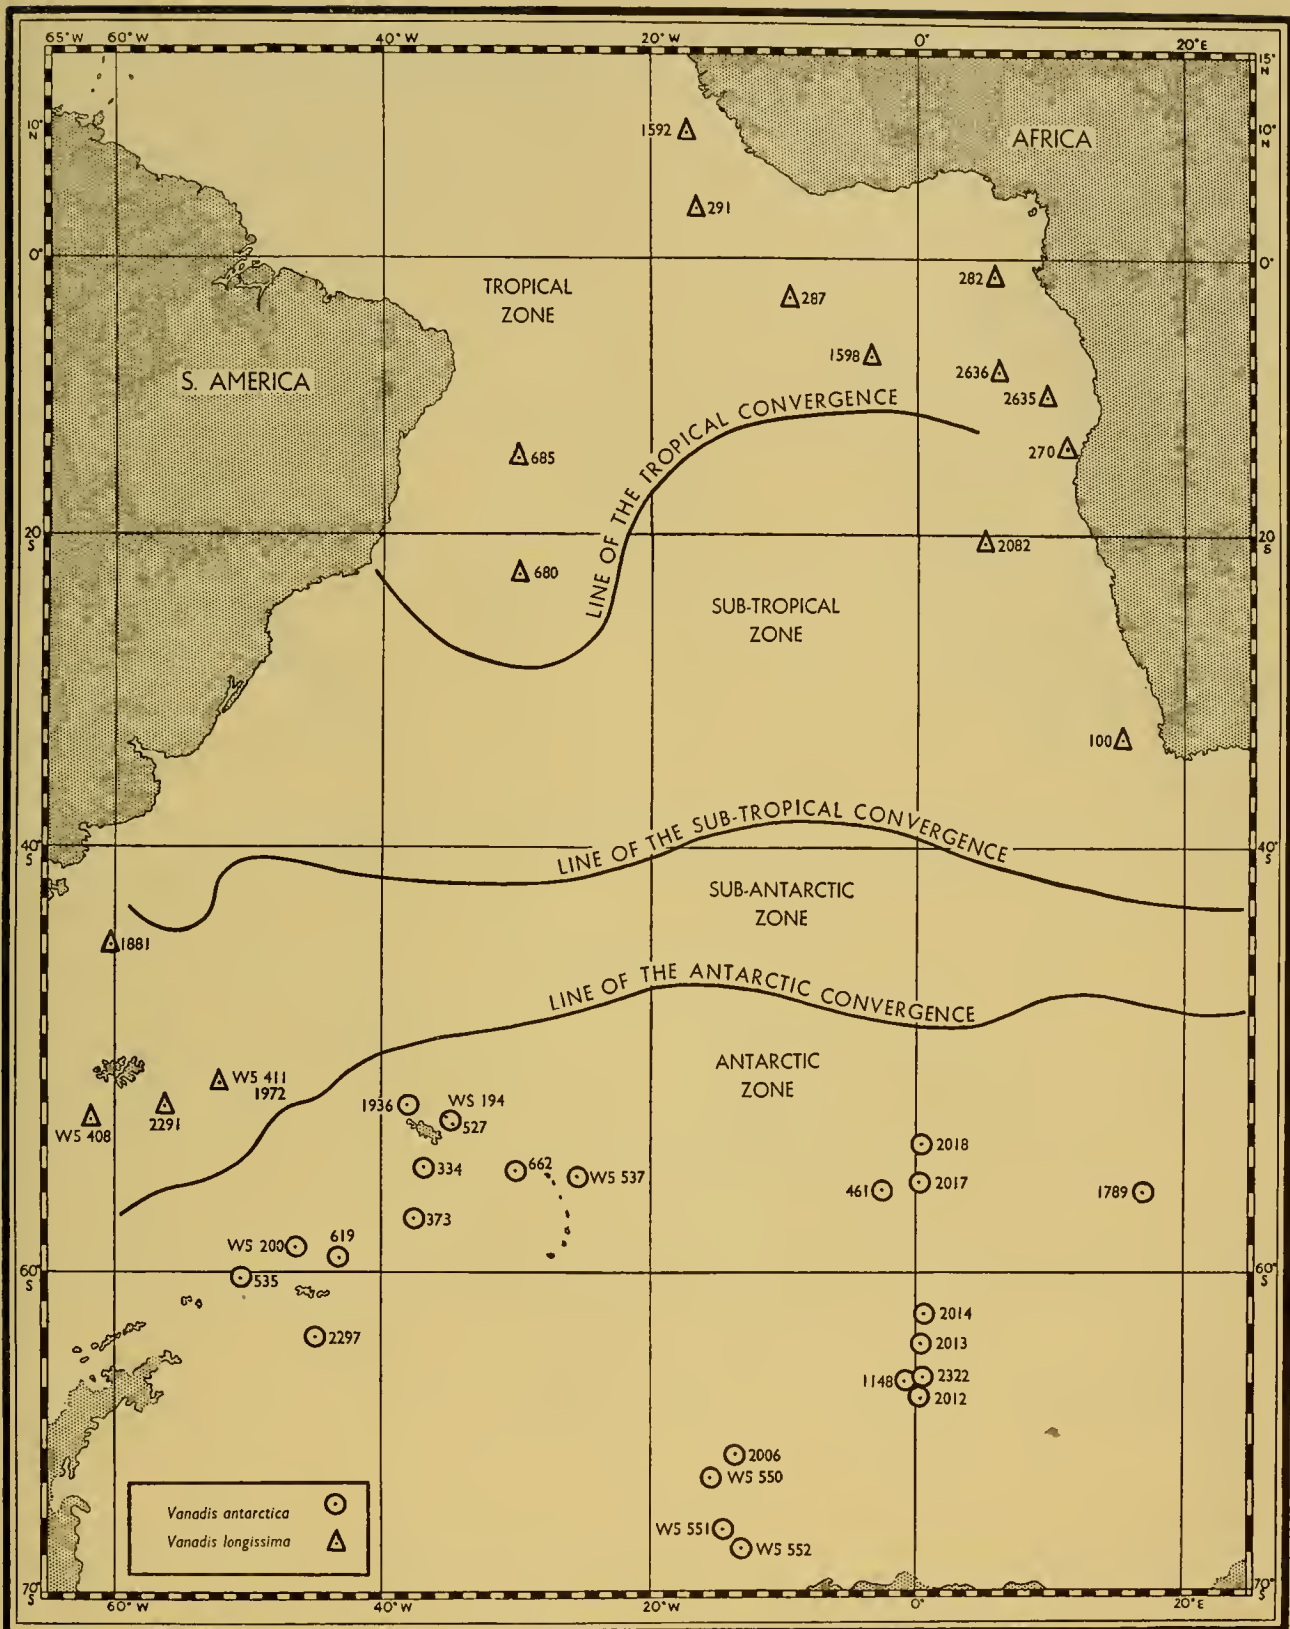 65°W 60°W 40°W 20°W 0° 20°E
15° N
10° N
10° N
1592
AFRICA
291
0°
0°
282
TROPICAL
ZONE
287
1598
S. AMERICA
2636
2635
LINE OF THE TROPICAL CONVERGENCE
685
270
20 S
20° S
2082
680
SUB-TROPICAL
ZONE
100
LINE OF THE SUB-TROPICAL CONVERGENCE
40° S
40° S
SUB-ANTARCTIC
ZONE
1881
LINE OF THE ANTARCTIC CONVERGENCE
ANTARCTIC
ZONE
WS 411
1972
2291
WS 408
1936
WS 194
527
2018
334
662
WS 537
2017
461
1789
373
619
WS 200
535
60° S
60° S
2014
2297
2013
2322
1148
2012
2006
WS 550
WS 551
WS 552
Vanadis antarctica
Vanadis longissima
70° S
70° S
60°W 40°W 20°W 0° 20°E